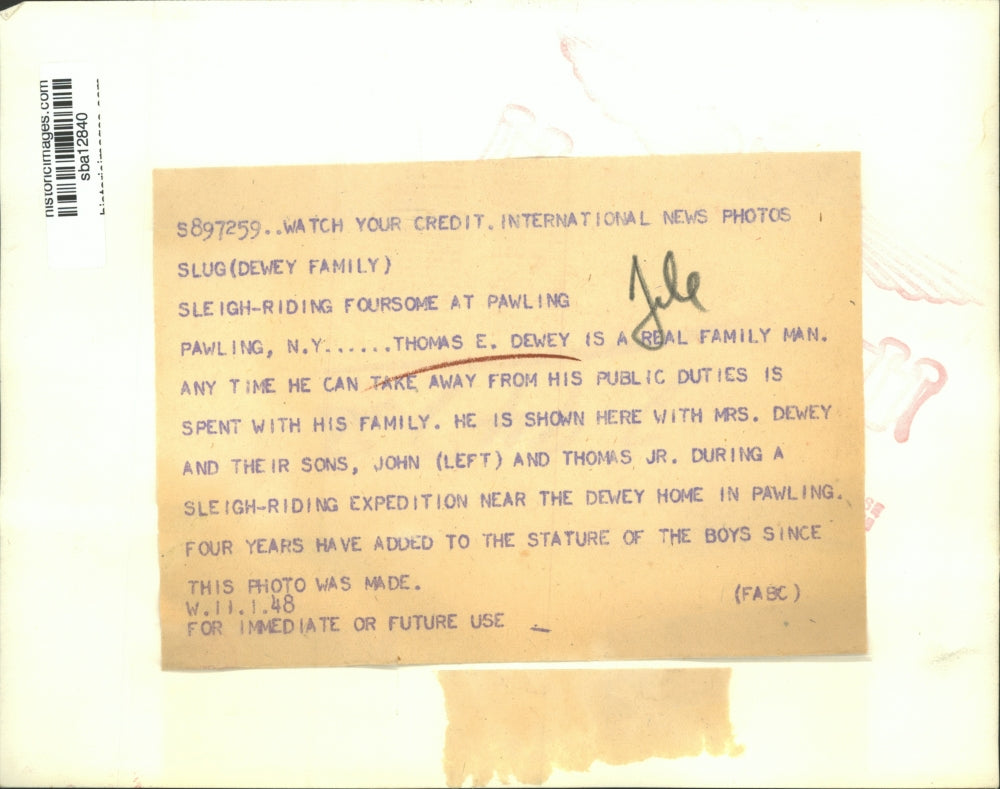 historicimages.com
sba12840
S897259..WATCH YOUR CREDIT.INTERNATIONAL NEWS PHOTOS
SLUG(DEWEY FAMILY)
SLEIGH-RIDING FOURSOME AT PAWLING
File
PAWLING, N.Y......THOMAS E. DEWEY IS A REAL FAMILY MAN.
ANY TIME HE CAN TAKE AWAY FROM HIS PUBLIC DUTIES IS
SPENT WITH HIS FAMILY. HE IS SHOWN HERE WITH MRS. DEWEY
AND THEIR SONS, JOHN (LEFT) AND THOMAS JR. DURING A
SLEIGH-RIDING EXPEDITION NEAR THE DEWEY HOME IN PAWLING.
FOUR YEARS HAVE ADDED TO THE STATURE OF THE BOYS SINCE
THIS PHOTO WAS MADE.
(FABC)
W.11.1.48
FOR IMMEDIATE OR FUTURE USE